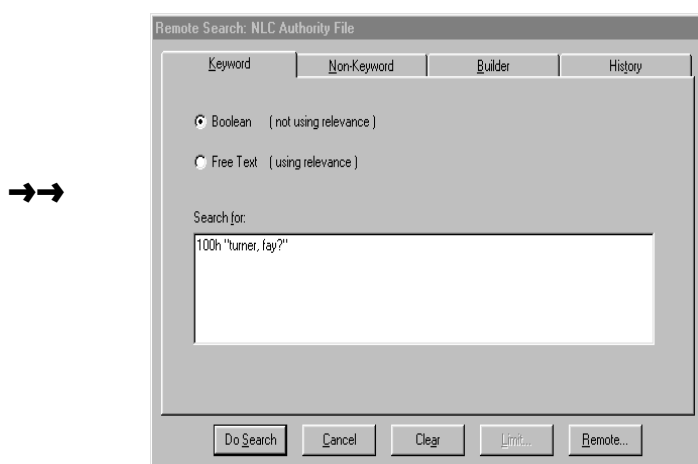 Remote Search: NLC Authority File
Keyword Non-Keyword Builder History
Boolean ( not using relevance )
Free Text ( using relevance )
Search for:
100h "turner, fay?"
Do Search Cancel Clear Limit... Remote...